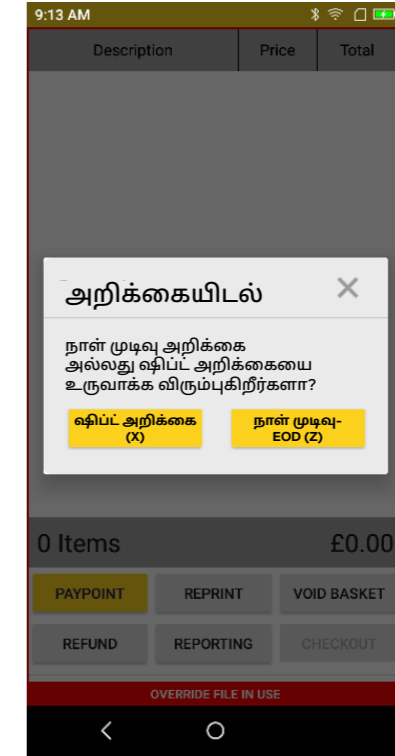 9:13 AM
Description Price Total
அறிக்கையிடல்
நாள் முடிவு அறிக்கை
அல்லது ஷிப்ட் அறிக்கையை
உருவாக்க விரும்புகிறீர்களா?
ஷிப்ட் அறிக்கை
(X)
நாள் முடிவு-
EOD (Z)
0 Items £0.00
PAYPOINT REPRINT VOID BASKET
REFUND REPORTING CHECKOUT
OVERRIDE FILE IN USE